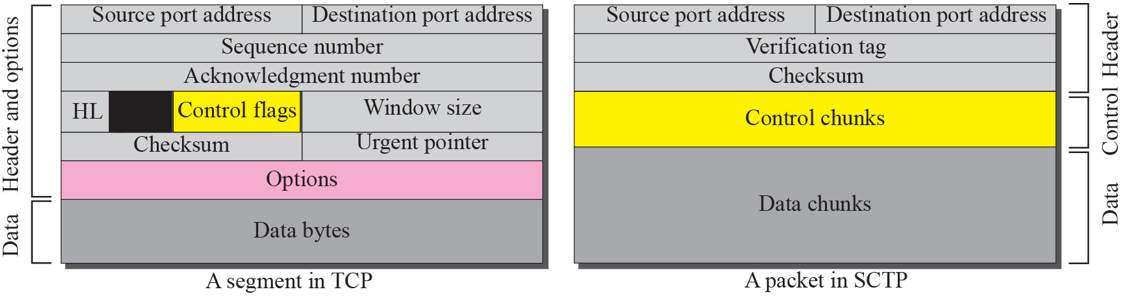 Header and options
Data
Source port address
Destination port address
Sequence number
Acknowledgment number
HL
Control flags
Window size
Checksum
Urgent pointer
Options
Data bytes
A segment in TCP
Source port address
Destination port address
Verification tag
Checksum
Control chunks
Data chunks
A packet in SCTP
Header
Control
Data